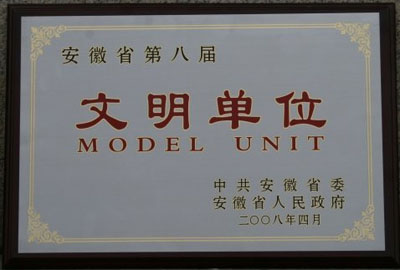 安徽省第八届
文明单位
MODEL UNIT
中共安徽省委
安徽省人民政府
二〇〇八年四月